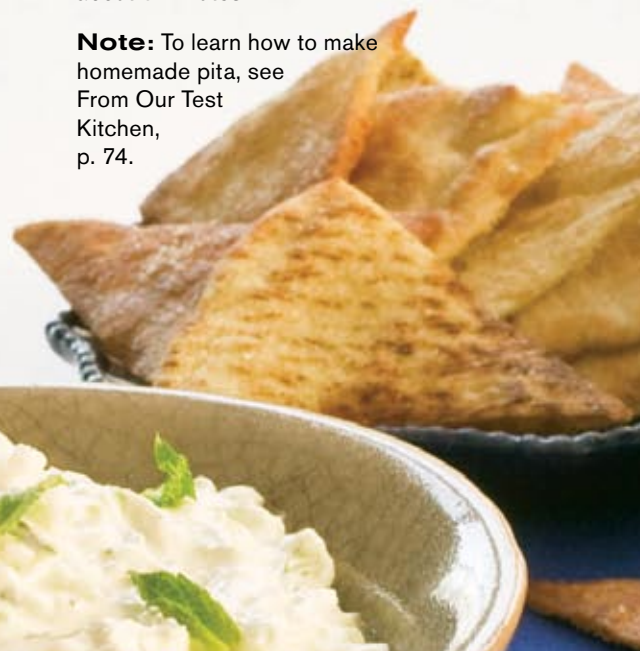 Note: To learn how to make
homemade pita, see
From Our Test
Kitchen,
p. 74.